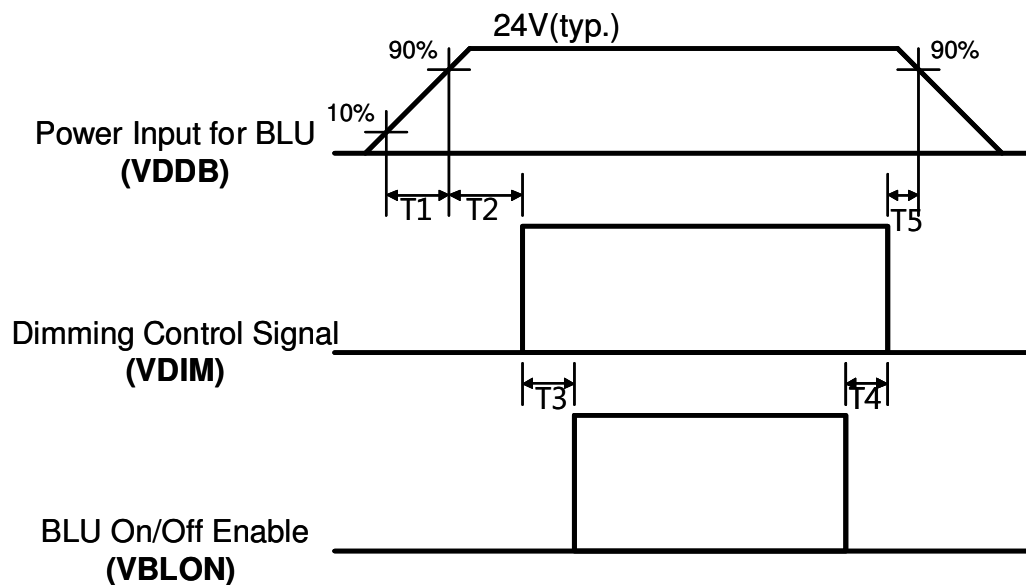 24V(typ.)
90%
90%
10%
Power Input for BLU
(VDDB)
T1
T2
T5
Dimming Control Signal
(VDIM)
T3
T4
BLU On/Off Enable
(VBLON)